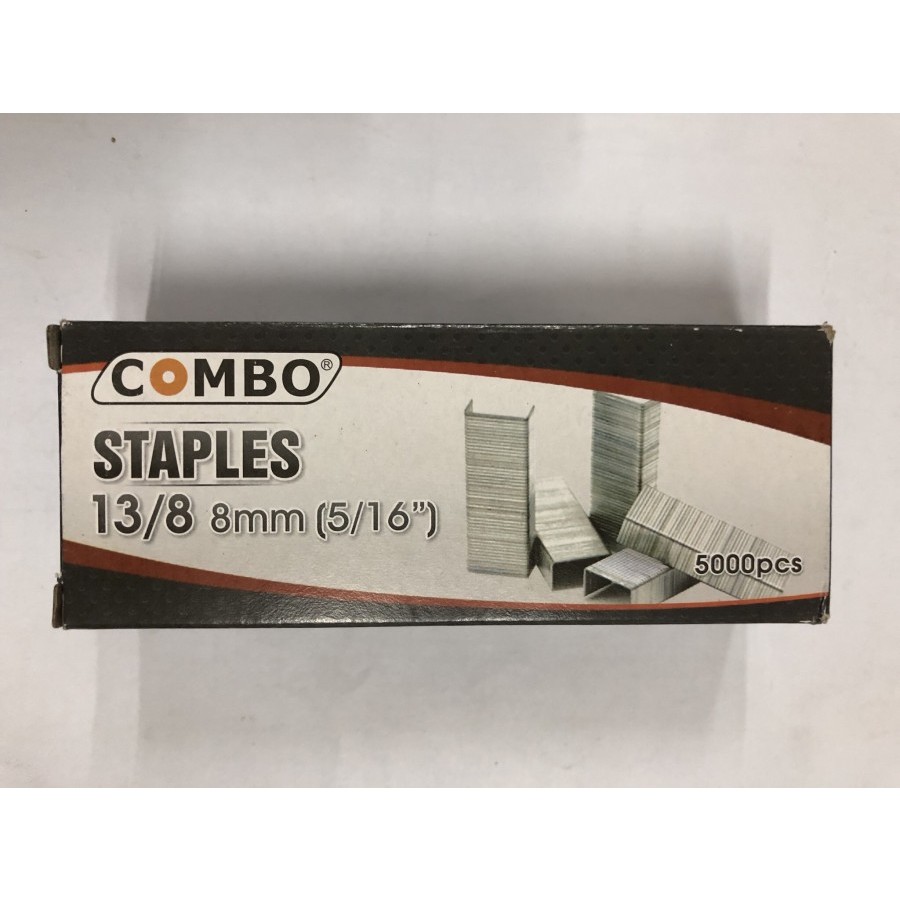 COMBO®
STAPLES
13/8 8mm (5/16”)
5000pcs